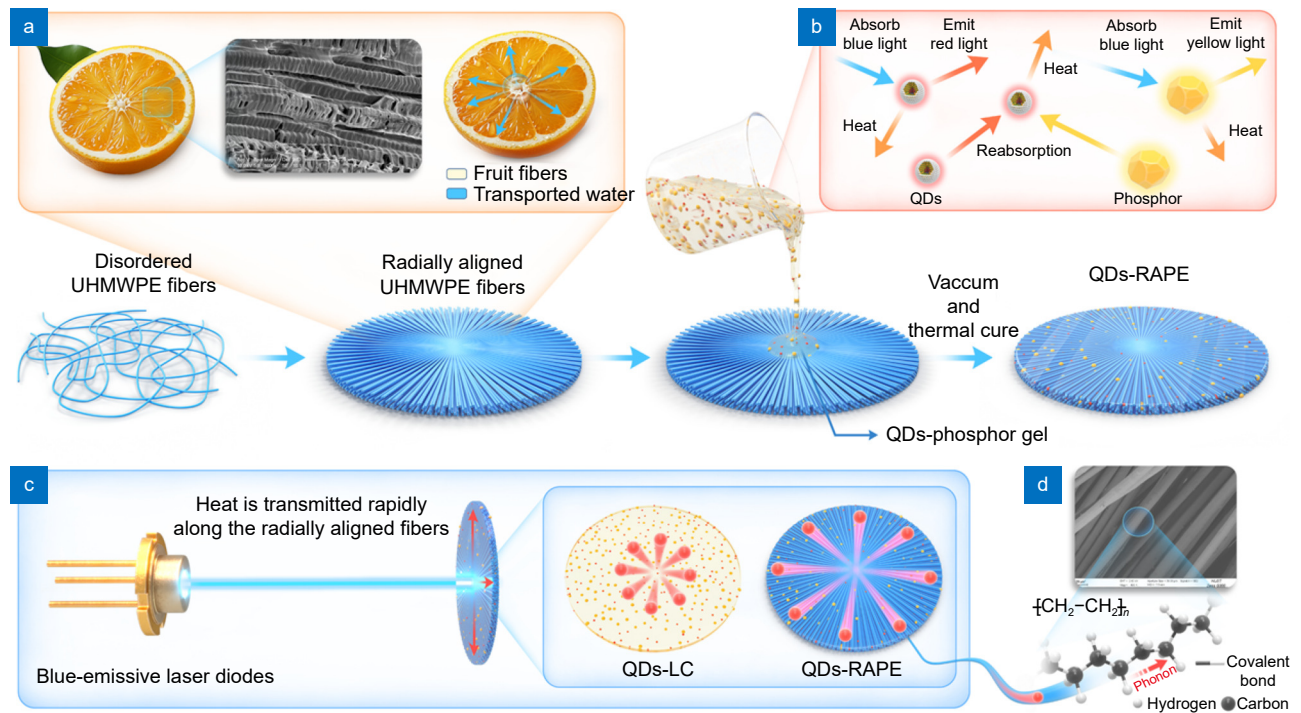 a
Fruit fibers
Transported water
b
Absorb
blue light
Emit
red light
Heat
Absorb
blue light
Emit
yellow light
Heat
Heat
Reabsorption
QDs
Phosphor
Disordered
UHMWPE fibers
Radially aligned
UHMWPE fibers
Vaccum
and
thermal cure
QDs-RAPE
QDs-phosphor gel
c
Heat is transmitted rapidly
along the radially aligned fibers
Blue-emissive laser diodes
QDs-LC
QDs-RAPE
d
-[CH₂−CH₂]-n
Phonon
Covalent
bond
Hydrogen
Carbon